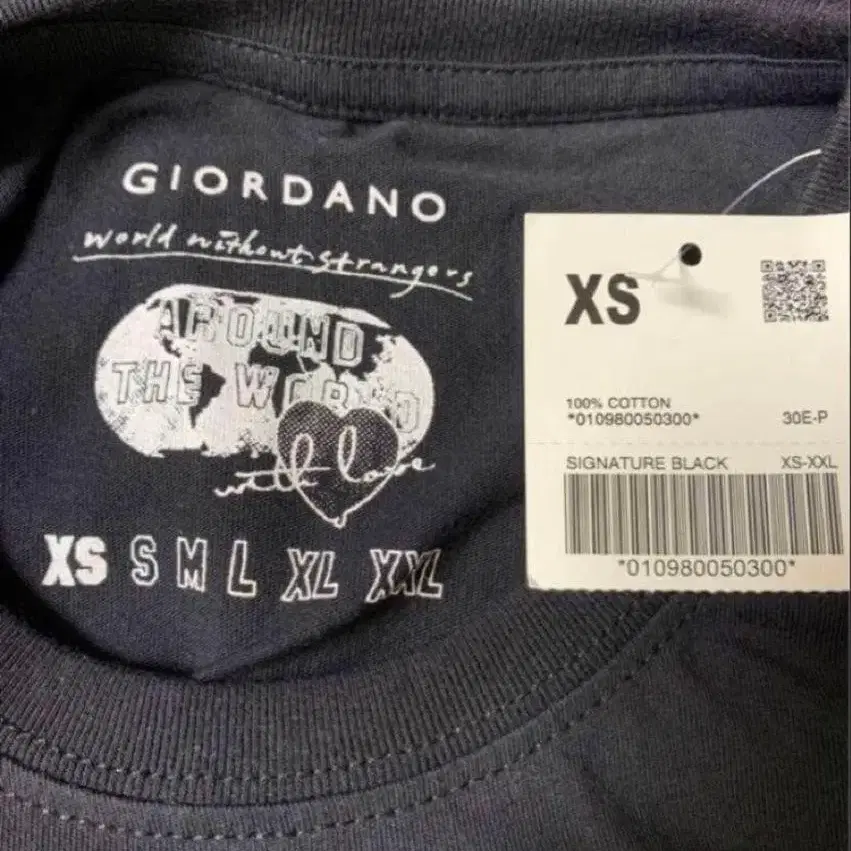 GIORDANO
world without strangers
AROUND
THE WORLD
with love
XS S M L XL XXL
XS
100% COTTON
*010980050300* 30E-P
SIGNATURE BLACK XS-XXL
*010980050300*